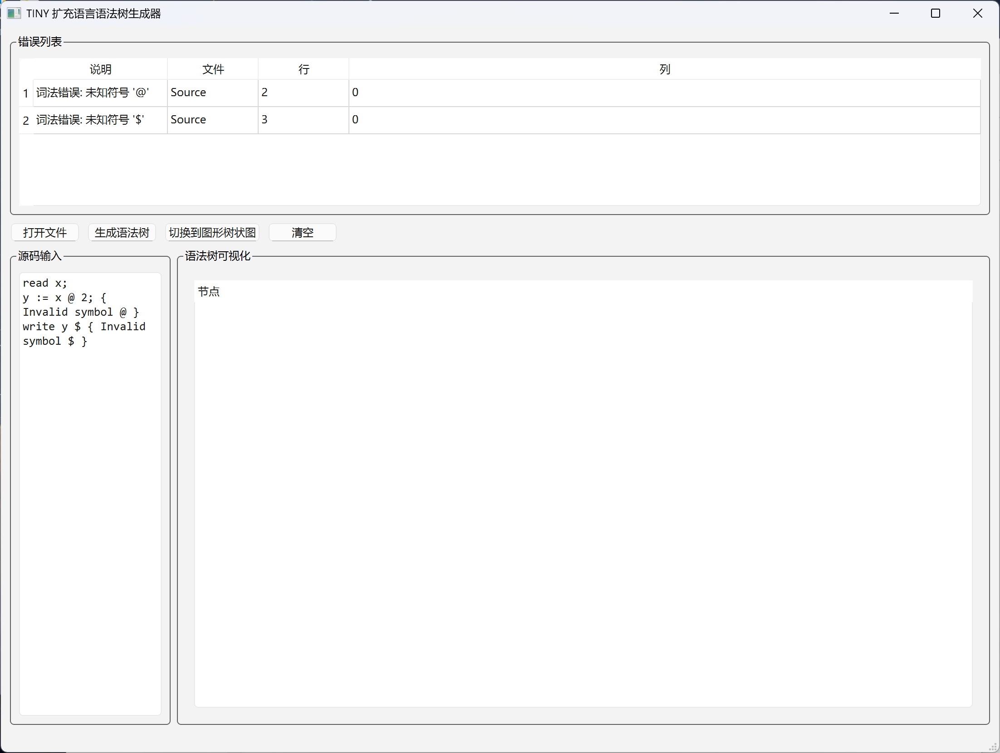 TINY 扩充语言语法树生成器
错误列表
说明 文件 行 列
1 词法错误: 未知符号 '@' Source 2 0
2 词法错误: 未知符号 '$' Source 3 0
打开文件 生成语法树 切换到图形树状图 清空
源码输入
read x;
y := x @ 2; {
Invalid symbol @ }
write y $ { Invalid
symbol $ }
语法树可视化
节点